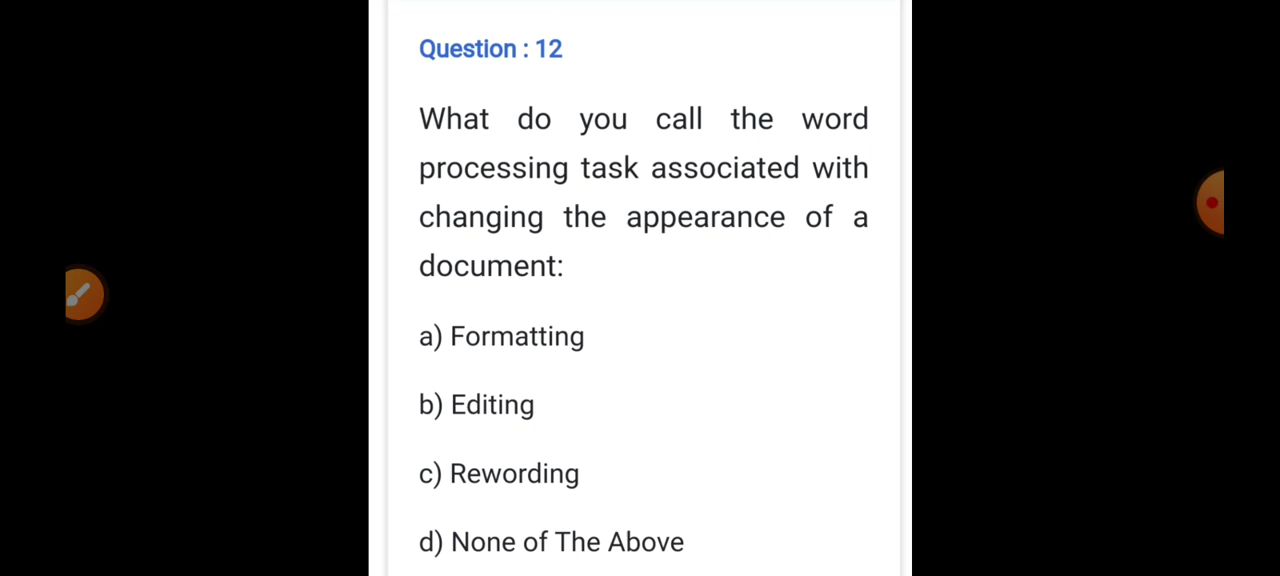 Question : 12
What do you call the word
processing task associated with
changing the appearance of a
document:
a) Formatting
b) Editing
c) Rewording
d) None of The Above